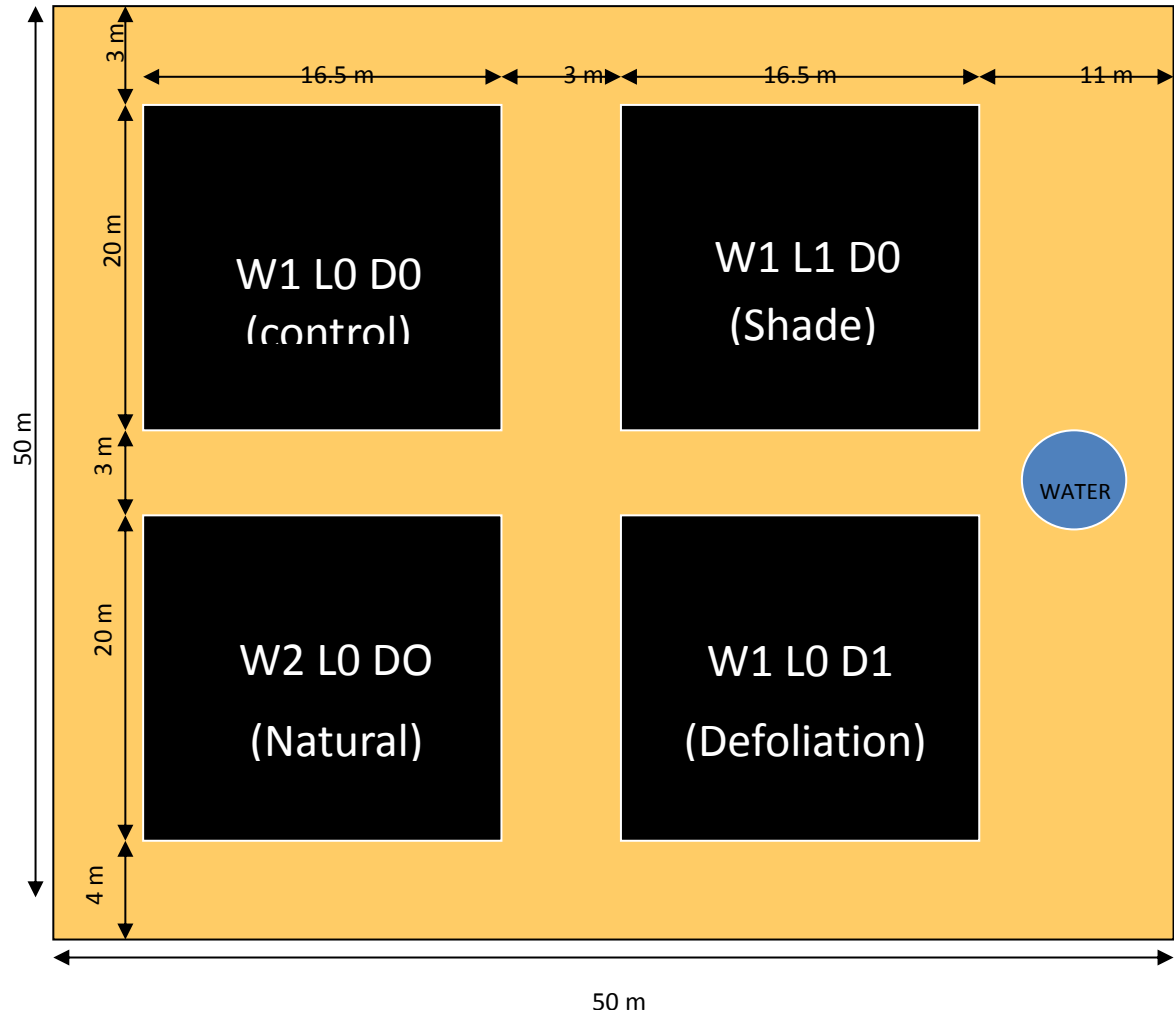 3 m
16.5 m
3 m
16.5 m
11 m
20 m
W1 L0 D0
(control)
W1 L1 D0
(Shade)
50 m
3 m
WATER
20 m
W2 L0 DO
(Natural)
W1 L0 D1
(Defoliation)
4 m
50 m